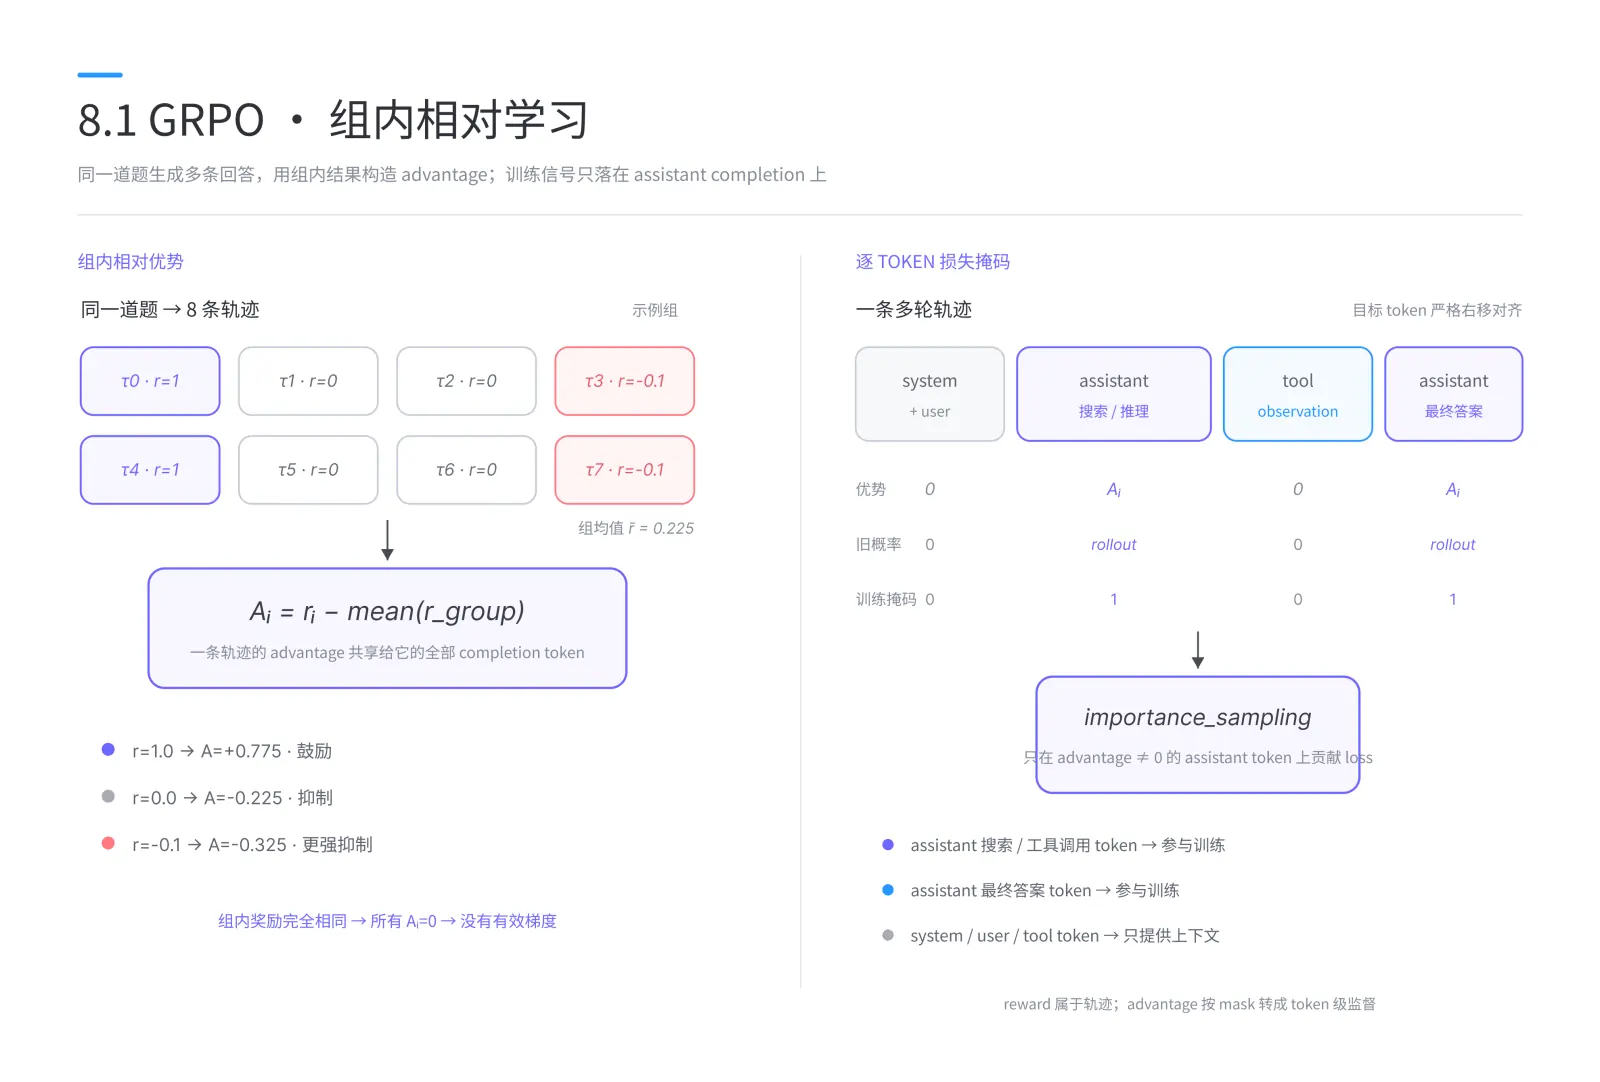 8.1 GRPO · 组内相对学习
同一道题生成多条回答，用组内结果构造 advantage；训练信号只落在 assistant completion 上
组内相对优势
同一道题 → 8 条轨迹
示例组
τ0 · r=1
τ1 · r=0
τ2 · r=0
τ3 · r=-0.1
τ4 · r=1
τ5 · r=0
τ6 · r=0
τ7 · r=-0.1
组均值 r̄ = 0.225
Aᵢ = rᵢ − mean(r_group)
一条轨迹的 advantage 共享给它的全部 completion token
r=1.0 → A=+0.775 · 鼓励
r=0.0 → A=-0.225 · 抑制
r=-0.1 → A=-0.325 · 更强抑制
组内奖励完全相同 → 所有 Aᵢ=0 → 没有有效梯度
逐 TOKEN 损失掩码
一条多轮轨迹
目标 token 严格右移对齐
system
+ user
assistant
搜索 / 推理
tool
observation
assistant
最终答案
优势 0 Aᵢ 0 Aᵢ
旧概率 0 rollout 0 rollout
训练掩码 0 1 0 1
importance_sampling
只在 advantage ≠ 0 的 assistant token 上贡献 loss
assistant 搜索 / 工具调用 token → 参与训练
assistant 最终答案 token → 参与训练
system / user / tool token → 只提供上下文
reward 属于轨迹；advantage 按 mask 转成 token 级监督